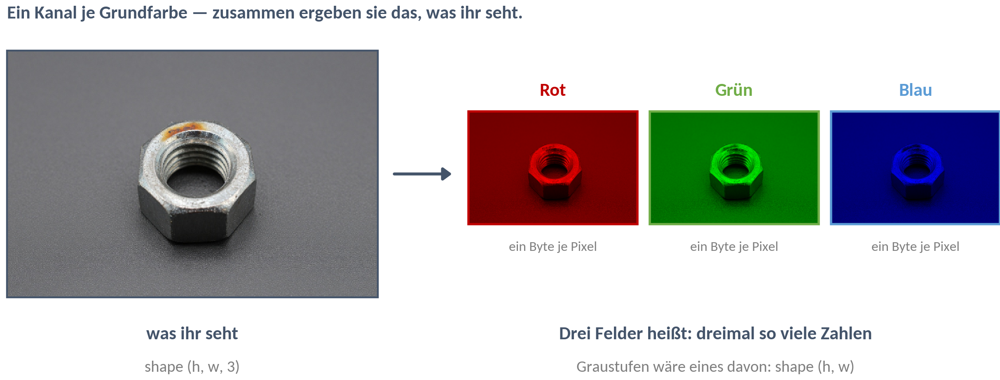 Ein Kanal je Grundfarbe — zusammen ergeben sie das, was ihr seht.
Rot
Grün
Blau
ein Byte je Pixel
ein Byte je Pixel
ein Byte je Pixel
was ihr seht
Drei Felder heißt: dreimal so viele Zahlen
shape (h, w, 3)
Graustufen wäre eines davon: shape (h, w)